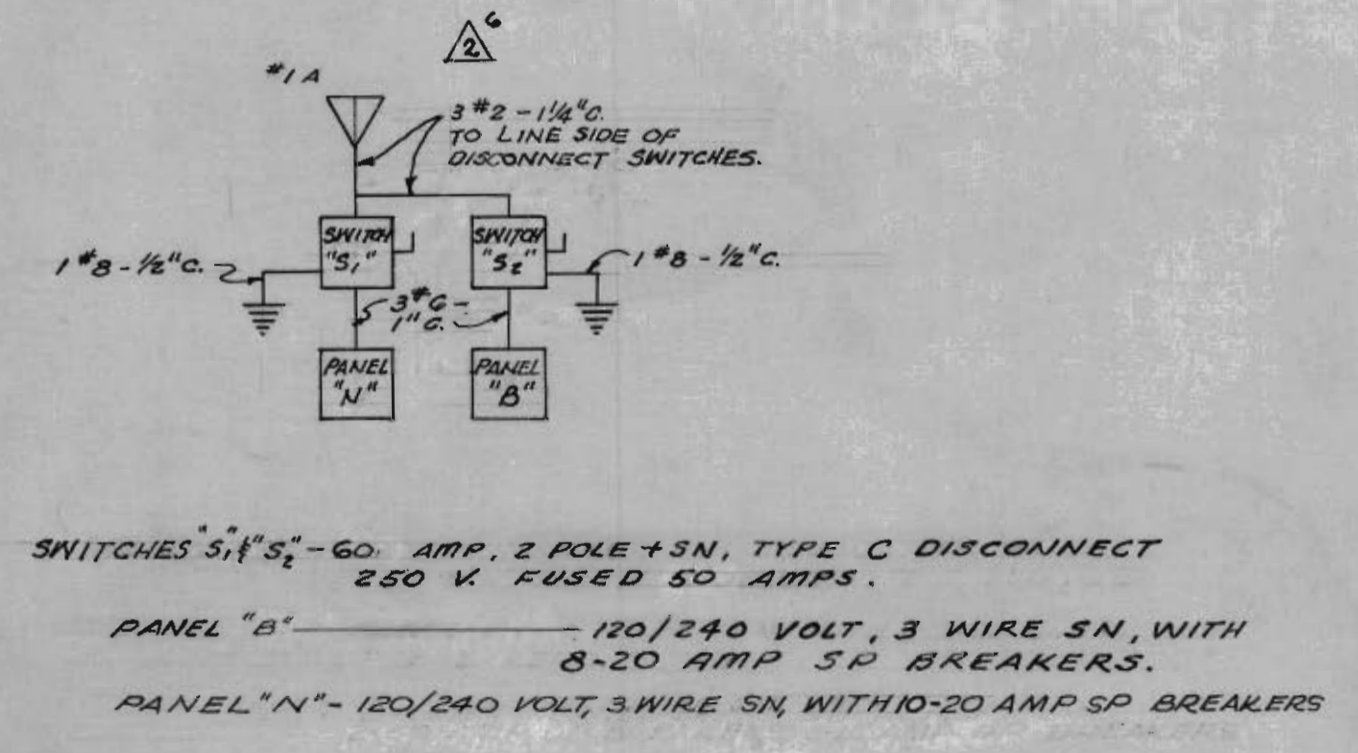 6
2
#1 A
3 #2 - 1¼" C.
TO LINE SIDE OF
DISCONNECT SWITCHES.
SWITCH
"S₁"
SWITCH
"S₂"
1 #8 - ½" C.
1 #8 - ½" C.
3 #6 -
1" C.
PANEL
"N"
PANEL
"B"
SWITCHES "S₁" & "S₂" - 60 AMP, 2 POLE + SN, TYPE C DISCONNECT
250 V. FUSED 50 AMPS.
PANEL "B" - 120/240 VOLT, 3 WIRE SN, WITH
8-20 AMP SP BREAKERS.
PANEL "N" - 120/240 VOLT, 3 WIRE SN, WITH 10-20 AMP SP BREAKERS